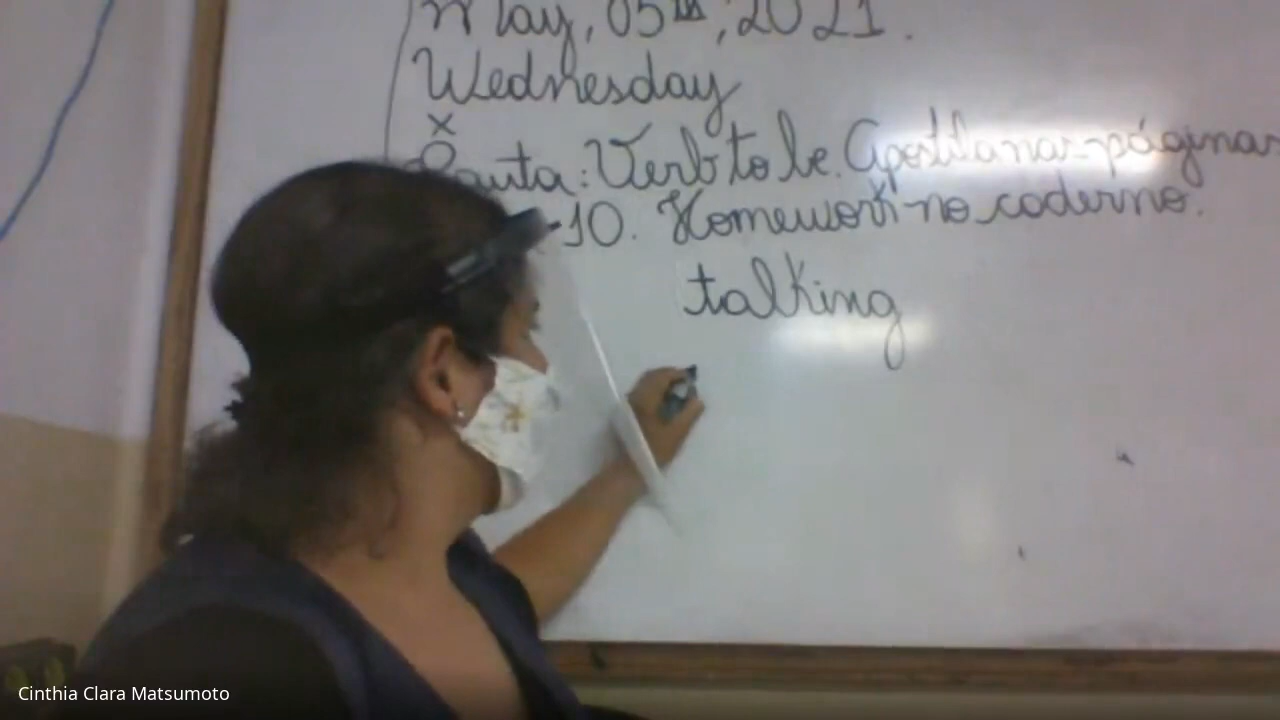 May, 05th, 2021.
Wednesday
x
Pauta: Verb to be. Apostila nas páginas
-10. Homework no caderno.
talking
Cinthia Clara Matsumoto